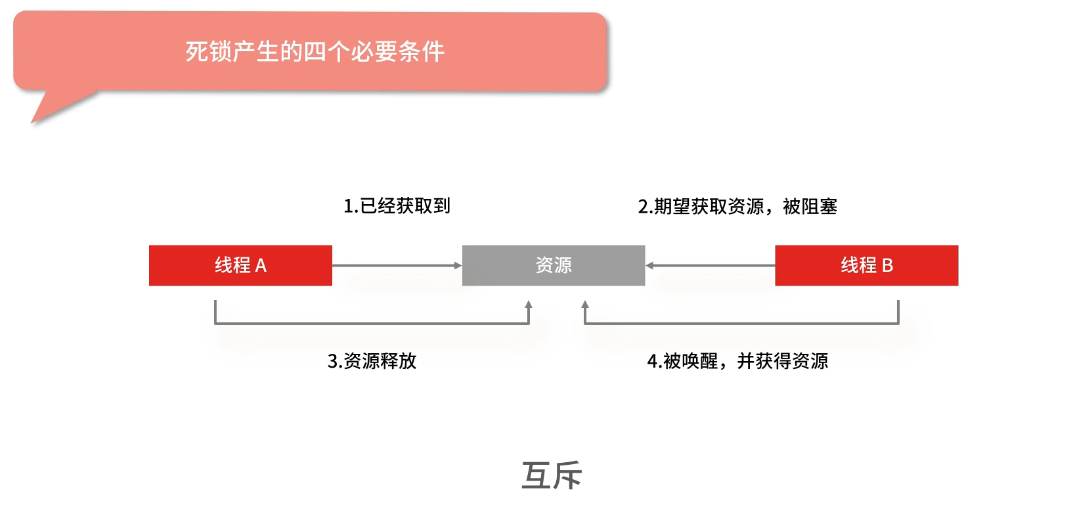 死锁产生的四个必要条件
1.已经获取到
2.期望获取资源，被阻塞
线程 A
资源
线程 B
3.资源释放
4.被唤醒，并获得资源
互斥